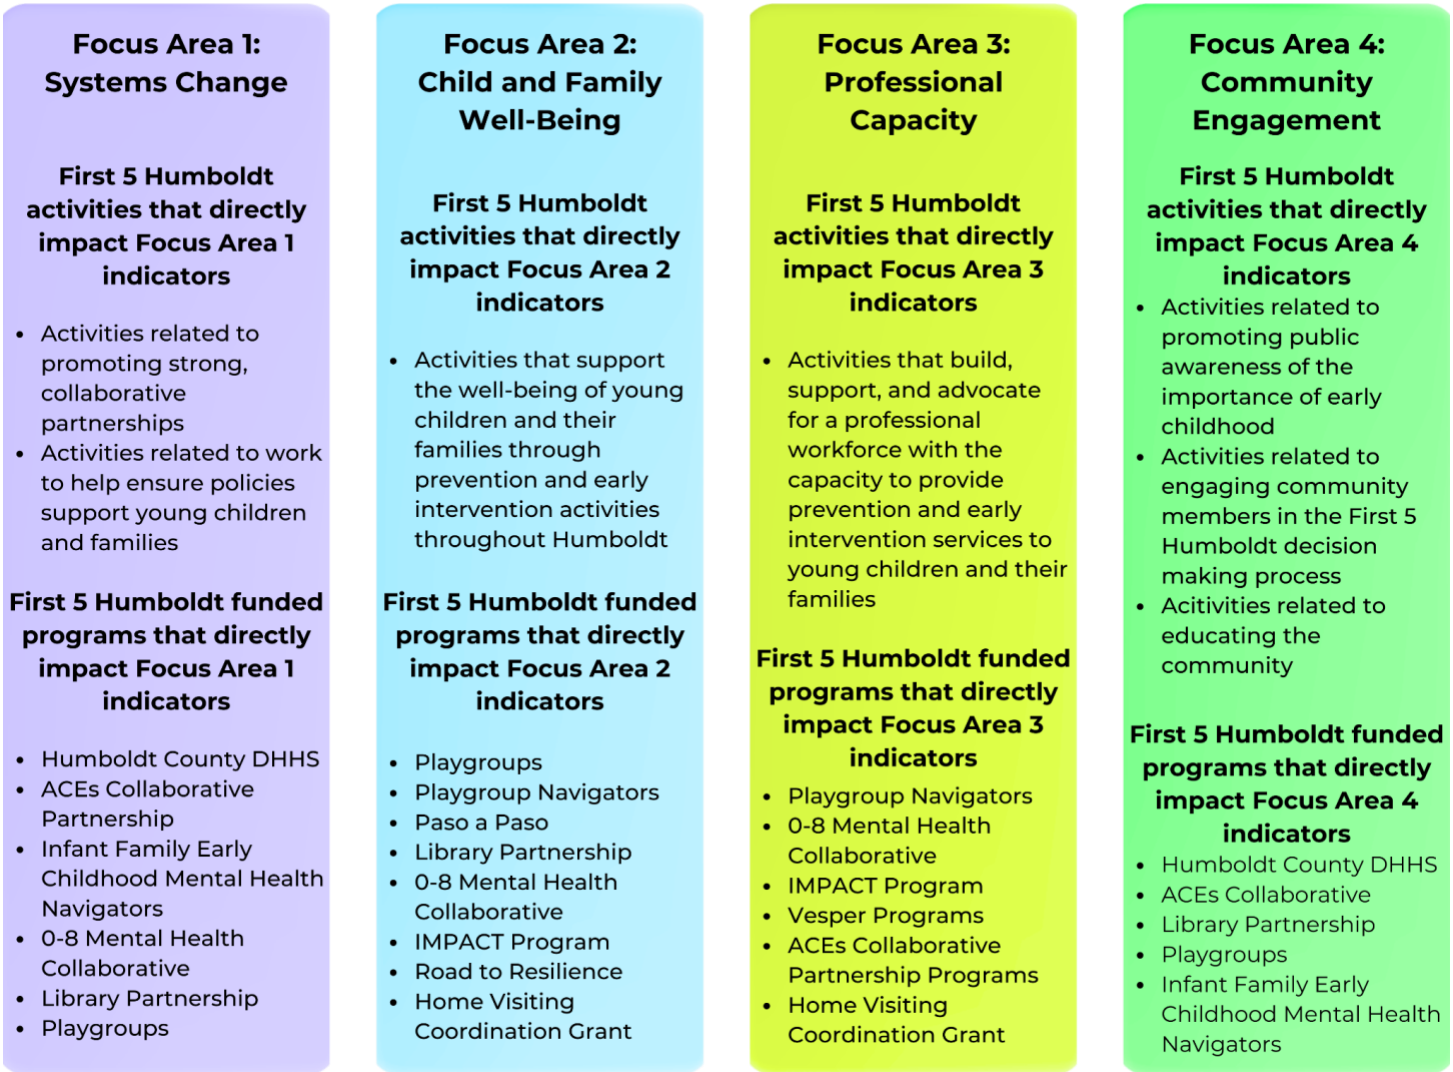 Focus Area 1:
Systems Change
First 5 Humboldt
activities that directly
impact Focus Area 1
indicators
• Activities related to
promoting strong,
collaborative
partnerships
• Activities related to work
to help ensure policies
support young children
and families
First 5 Humboldt funded
programs that directly
impact Focus Area 1
indicators
• Humboldt County DHHS
• ACEs Collaborative
Partnership
• Infant Family Early
Childhood Mental Health
Navigators
• 0-8 Mental Health
Collaborative
• Library Partnership
• Playgroups
Focus Area 2:
Child and Family
Well-Being
First 5 Humboldt
activities that directly
impact Focus Area 2
indicators
• Activities that support
the well-being of young
children and their
families through
prevention and early
intervention activities
throughout Humboldt
First 5 Humboldt funded
programs that directly
impact Focus Area 2
indicators
• Playgroups
• Playgroup Navigators
• Paso a Paso
• Library Partnership
• 0-8 Mental Health
Collaborative
• IMPACT Program
• Road to Resilience
• Home Visiting
Coordination Grant
Focus Area 3:
Professional
Capacity
First 5 Humboldt
activities that directly
impact Focus Area 3
indicators
• Activities that build,
support, and advocate
for a professional
workforce with the
capacity to provide
prevention and early
intervention services to
young children and their
families
First 5 Humboldt funded
programs that directly
impact Focus Area 3
indicators
• Playgroup Navigators
• 0-8 Mental Health
Collaborative
• IMPACT Program
• Vesper Programs
• ACEs Collaborative
Partnership Programs
• Home Visiting
Coordination Grant
Focus Area 4:
Community
Engagement
First 5 Humboldt
activities that directly
impact Focus Area 4
indicators
• Activities related to
promoting public
awareness of the
importance of early
childhood
• Activities related to
engaging community
members in the First 5
Humboldt decision
making process
• Acitivities related to
educating the
community
First 5 Humboldt funded
programs that directly
impact Focus Area 4
indicators
• Humboldt County DHHS
• ACEs Collaborative
• Library Partnership
• Playgroups
• Infant Family Early
Childhood Mental Health
Navigators